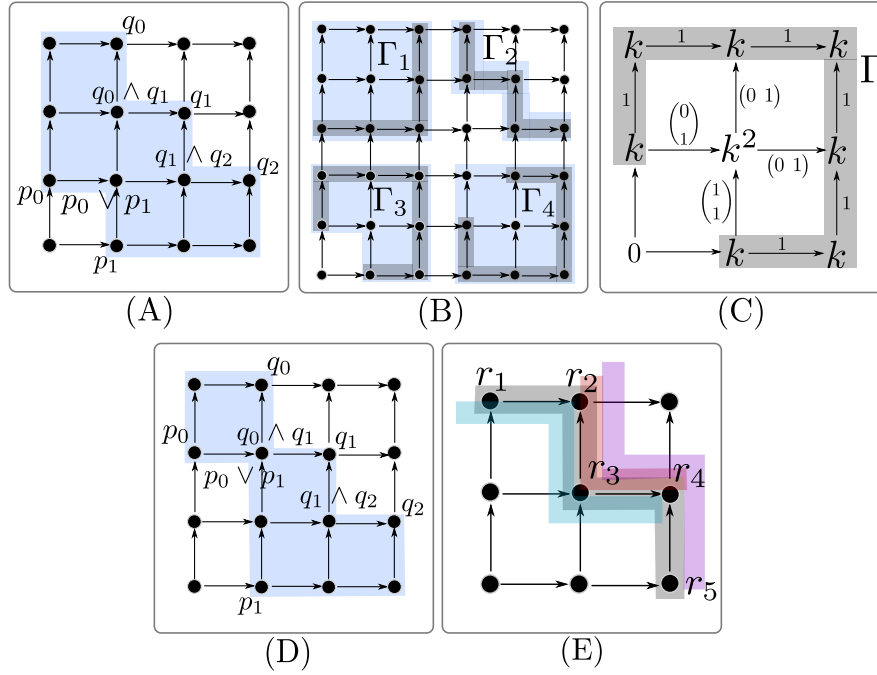 q₀
q₀ ∧ q₁
q₁
q₁ ∧ q₂
q₂
p₀
p₀ ∨ p₁
p₁
(A)
Γ₁
Γ₂
Γ₃
Γ₄
(B)
k 1 k 1 k
Γ
1
(0 1)
1
(0
1)
k
k²
(0 1)
k
(1
1)
1
0
k 1 k
(C)
q₀
p₀
q₀ ∧ q₁
q₁
p₀ ∨ p₁
q₁ ∧ q₂
q₂
p₁
(D)
r₁
r₂
r₃
r₄
r₅
(E)